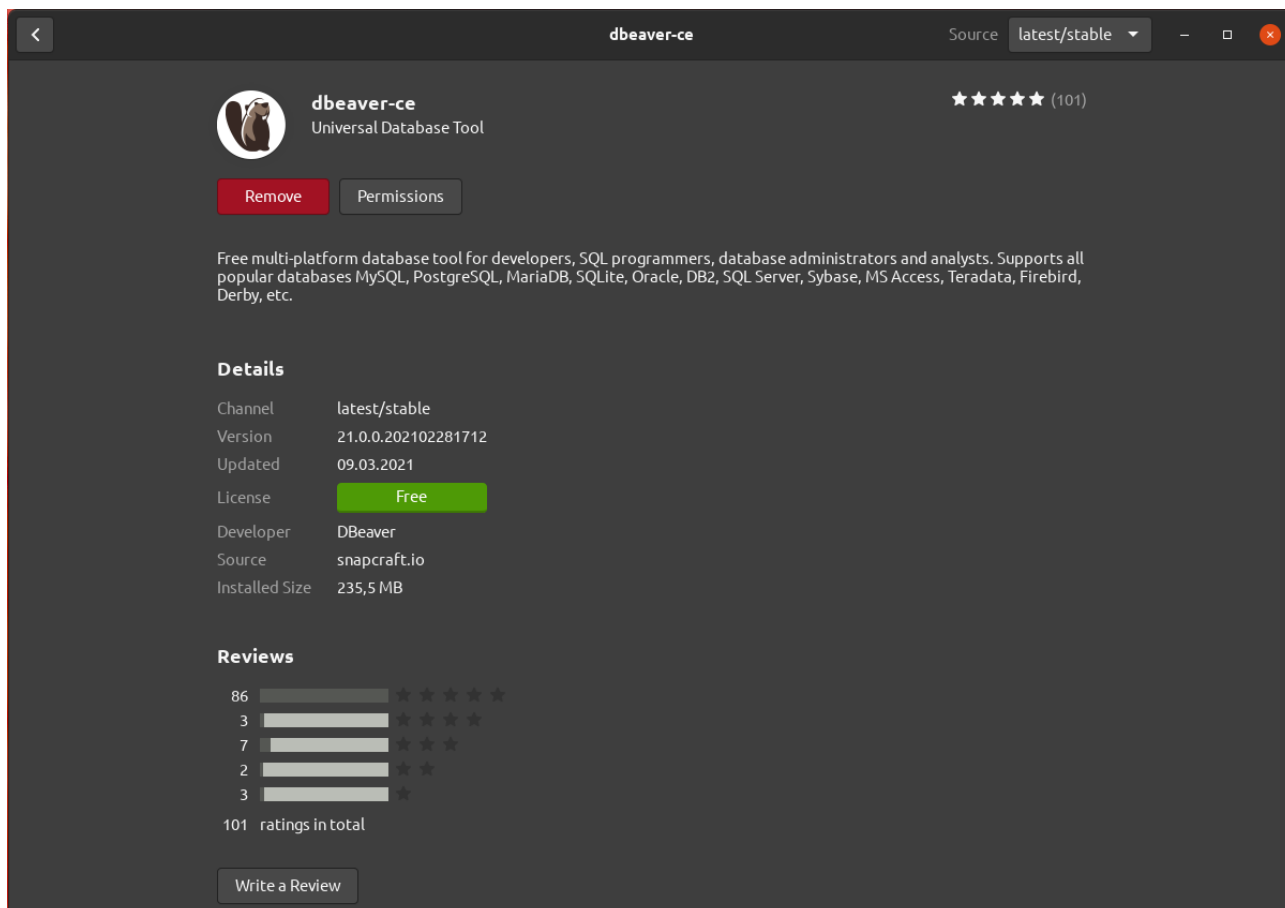 dbeaver-ce
Source latest/stable
dbeaver-ce
Universal Database Tool
(101)
Remove
Permissions
Free multi-platform database tool for developers, SQL programmers, database administrators and analysts. Supports all
popular databases MySQL, PostgreSQL, MariaDB, SQLite, Oracle, DB2, SQL Server, Sybase, MS Access, Teradata, Firebird,
Derby, etc.
Details
Channel latest/stable
Version 21.0.0.202102281712
Updated 09.03.2021
License Free
Developer DBeaver
Source snapcraft.io
Installed Size 235,5 MB
Reviews
86
3
7
2
3
101 ratings in total
Write a Review